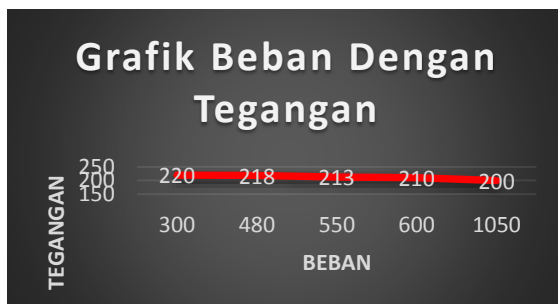 Grafik Beban Dengan
Tegangan
TEGANGAN
250
200
150
220 218 213 210 200
300 480 550 600 1050
BEBAN